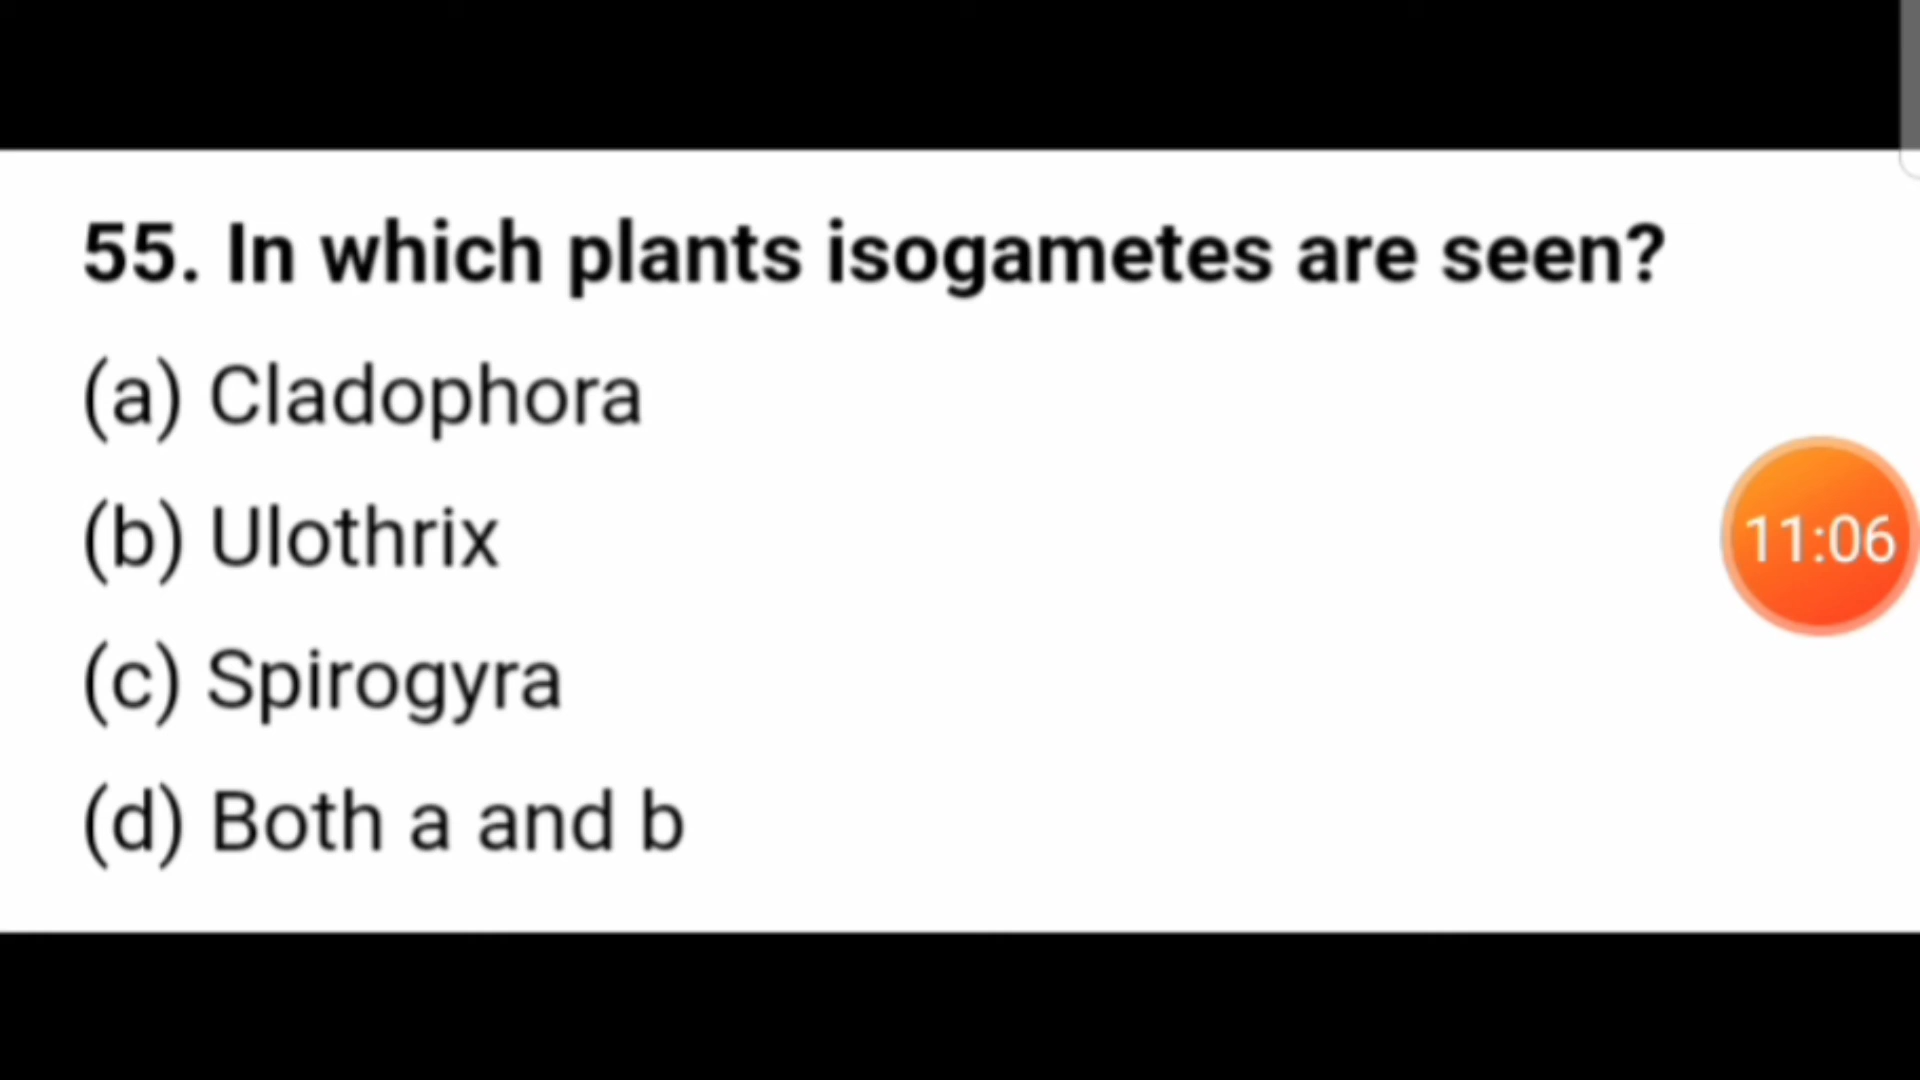 55. In which plants isogametes are seen?
(a) Cladophora
(b) Ulothrix
11:06
(c) Spirogyra
(d) Both a and b